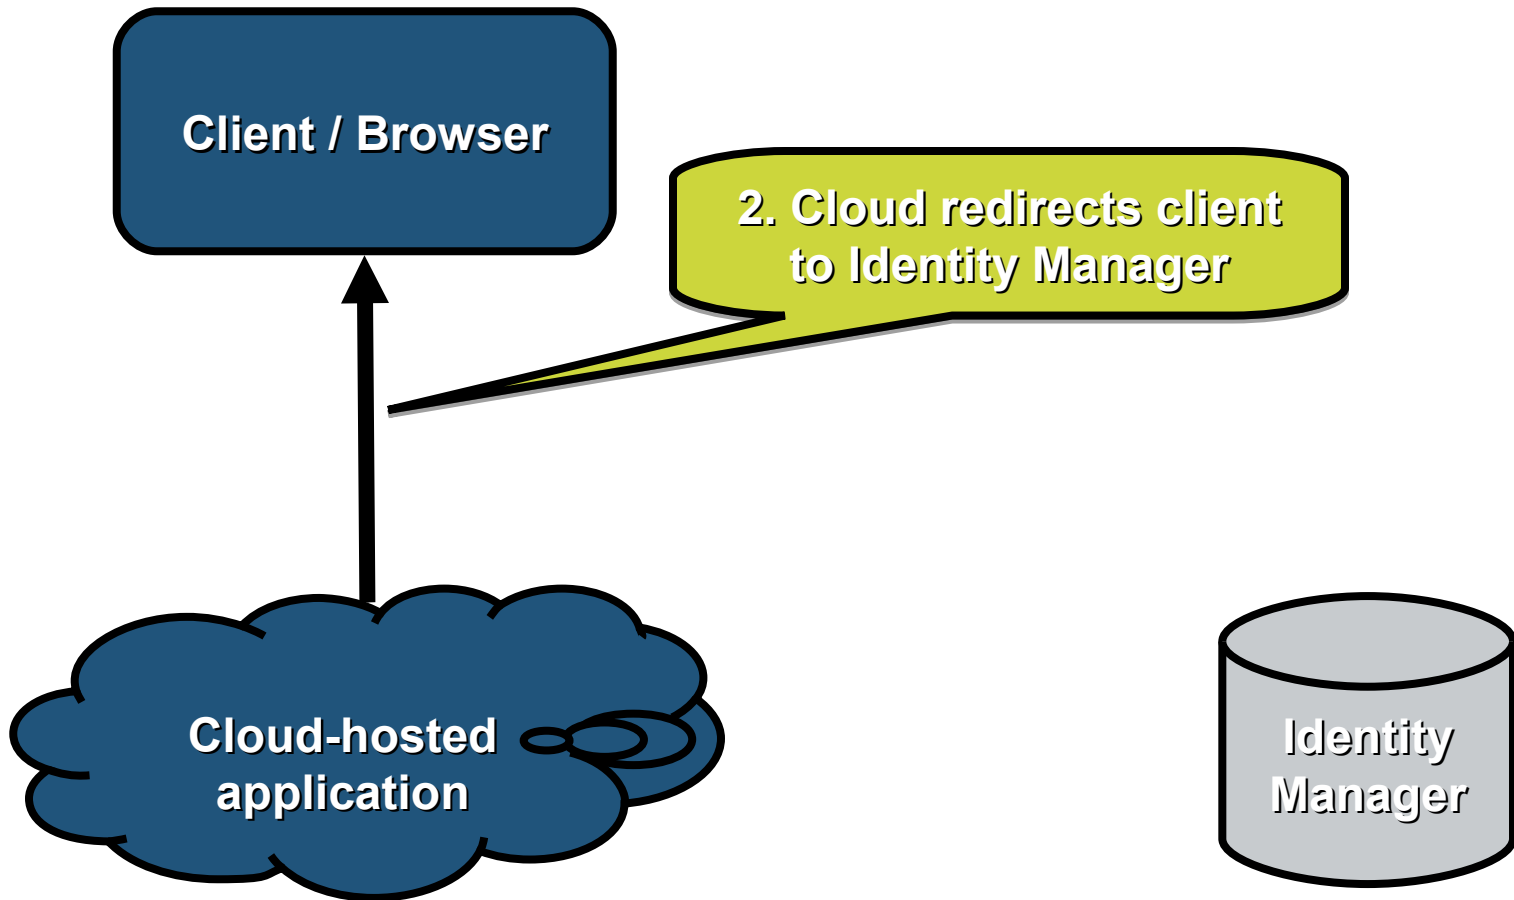 Client / Browser
2. Cloud redirects client
to Identity Manager
Cloud-hosted
application
Identity
Manager